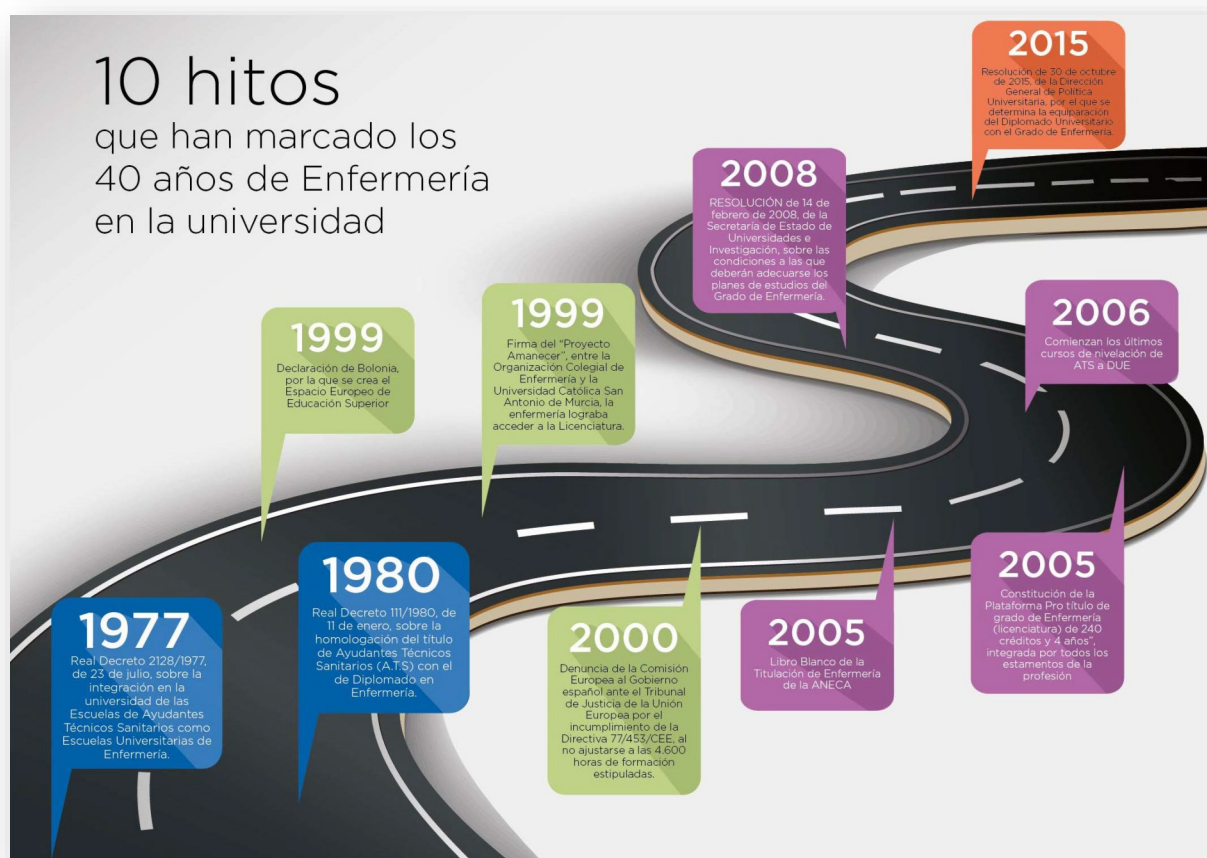 10 hitos
que han marcado los
40 años de Enfermería
en la universidad
1977
Real Decreto 2128/1977,
de 23 de julio, sobre la
integración en la
universidad de las
Escuelas de Ayudantes
Técnicos Sanitarios como
Escuelas Universitarias de
Enfermería.
1980
Real Decreto 111/1980, de
11 de enero, sobre la
homologación del título
de Ayudantes Técnicos
Sanitarios (A.T.S) con el
de Diplomado en
Enfermería.
1999
Declaración de Bolonia,
por la que se crea el
Espacio Europeo de
Educación Superior
1999
Firma del “Proyecto
Amanecer”, entre la
Organización Colegial de
Enfermería y la
Universidad Católica San
Antonio de Murcia, la
enfermería lograba
acceder a la Licenciatura.
2000
Denuncia de la Comisión
Europea al Gobierno
español ante el Tribunal
de Justicia de la Unión
Europea por el
incumplimiento de la
Directiva 77/453/CEE, al
no ajustarse a las 4.600
horas de formación
estipuladas.
2005
Libro Blanco de la
Titulación de Enfermería
de la ANECA
2005
Constitución de la
Plataforma Pro título de
grado de Enfermería
(licenciatura) de 240
créditos y 4 años”,
integrada por todos los
estamentos de la
profesión
2006
Comienzan los últimos
cursos de nivelación de
ATS a DUE
2008
RESOLUCIÓN de 14 de
febrero de 2008, de la
Secretaría de Estado de
Universidades e
Investigación, sobre las
condiciones a las que
deberán adecuarse los
planes de estudios del
Grado de Enfermería.
2015
Resolución de 30 de octubre
de 2015, de la Dirección
General de Política
Universitaria, por el que se
determina la equiparación
del Diplomado Universitario
con el Grado de Enfermería.